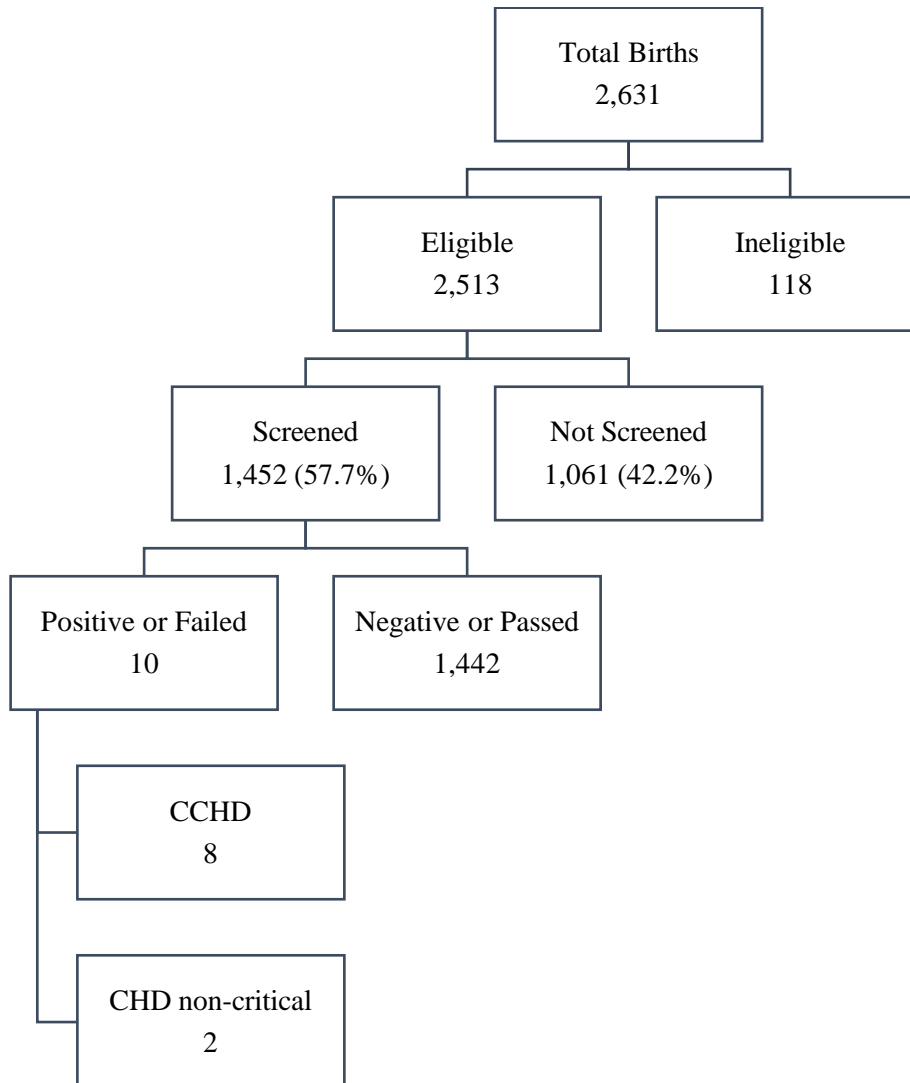 Total Births
2,631
Eligible
2,513
Ineligible
118
Screened
1,452 (57.7%)
Not Screened
1,061 (42.2%)
Positive or Failed
10
Negative or Passed
1,442
CCHD
8
CHD non-critical
2